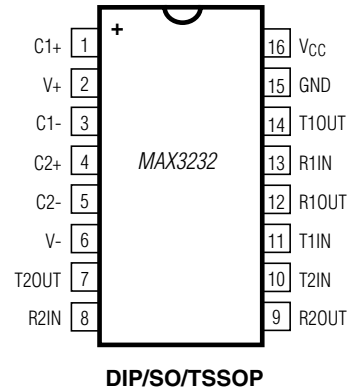 +
C1+ 1 16 VCC
V+ 2 15 GND
C1- 3 14 T1OUT
C2+ 4 MAX3232 13 R1IN
C2- 5 12 R1OUT
V- 6 11 T1IN
T2OUT 7 10 T2IN
R2IN 8 9 R2OUT
DIP/SO/TSSOP